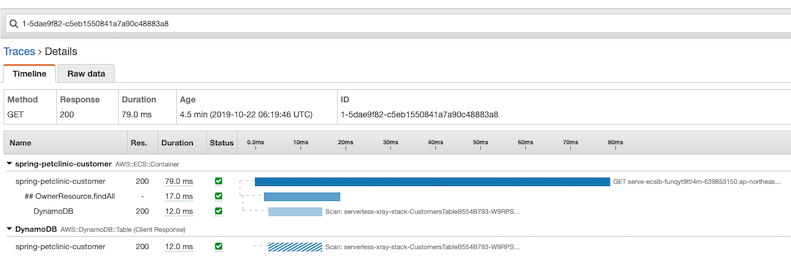 1-5dae9f82-c5eb1550841a7a90c48883a8
Traces > Details
Timeline Raw data
Method Response Duration Age ID
GET 200 79.0 ms 4.5 min (2019-10-22 06:19:46 UTC) 1-5dae9f82-c5eb1550841a7a90c48883a8
Name Res. Duration Status 0.0ms 10ms 20ms 30ms 40ms 50ms 60ms 70ms 80ms
spring-petclinic-customer AWS::ECS::Container
spring-petclinic-customer 200 79.0 ms GET serve-ecslb-funqyt9ttl4m-639853150.ap-northeas...
## OwnerResource.findAll - 17.0 ms
DynamoDB 200 12.0 ms Scan: serverless-xray-stack-CustomersTableB554B793-W9RPS...
DynamoDB AWS::DynamoDB::Table (Client Response)
spring-petclinic-customer 200 12.0 ms Scan: serverless-xray-stack-CustomersTableB554B793-W9RPS...